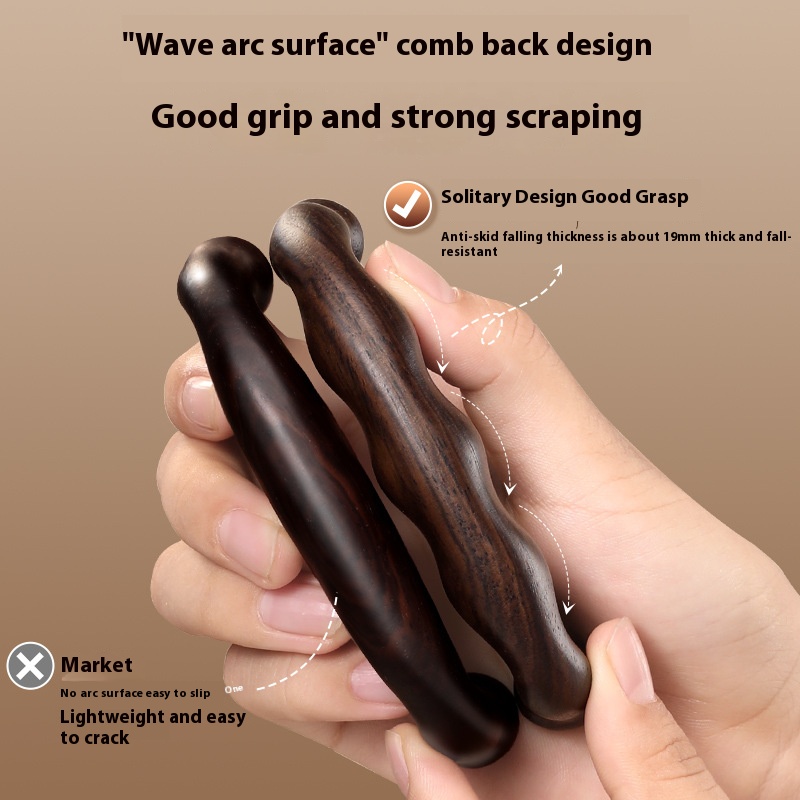 "Wave arc surface" comb back design
Good grip and strong scraping
Solitary Design Good Grasp
Anti-skid falling thickness is about 19mm thick and fall-
resistant
Market
No arc surface easy to slip
One
Lightweight and easy
to crack